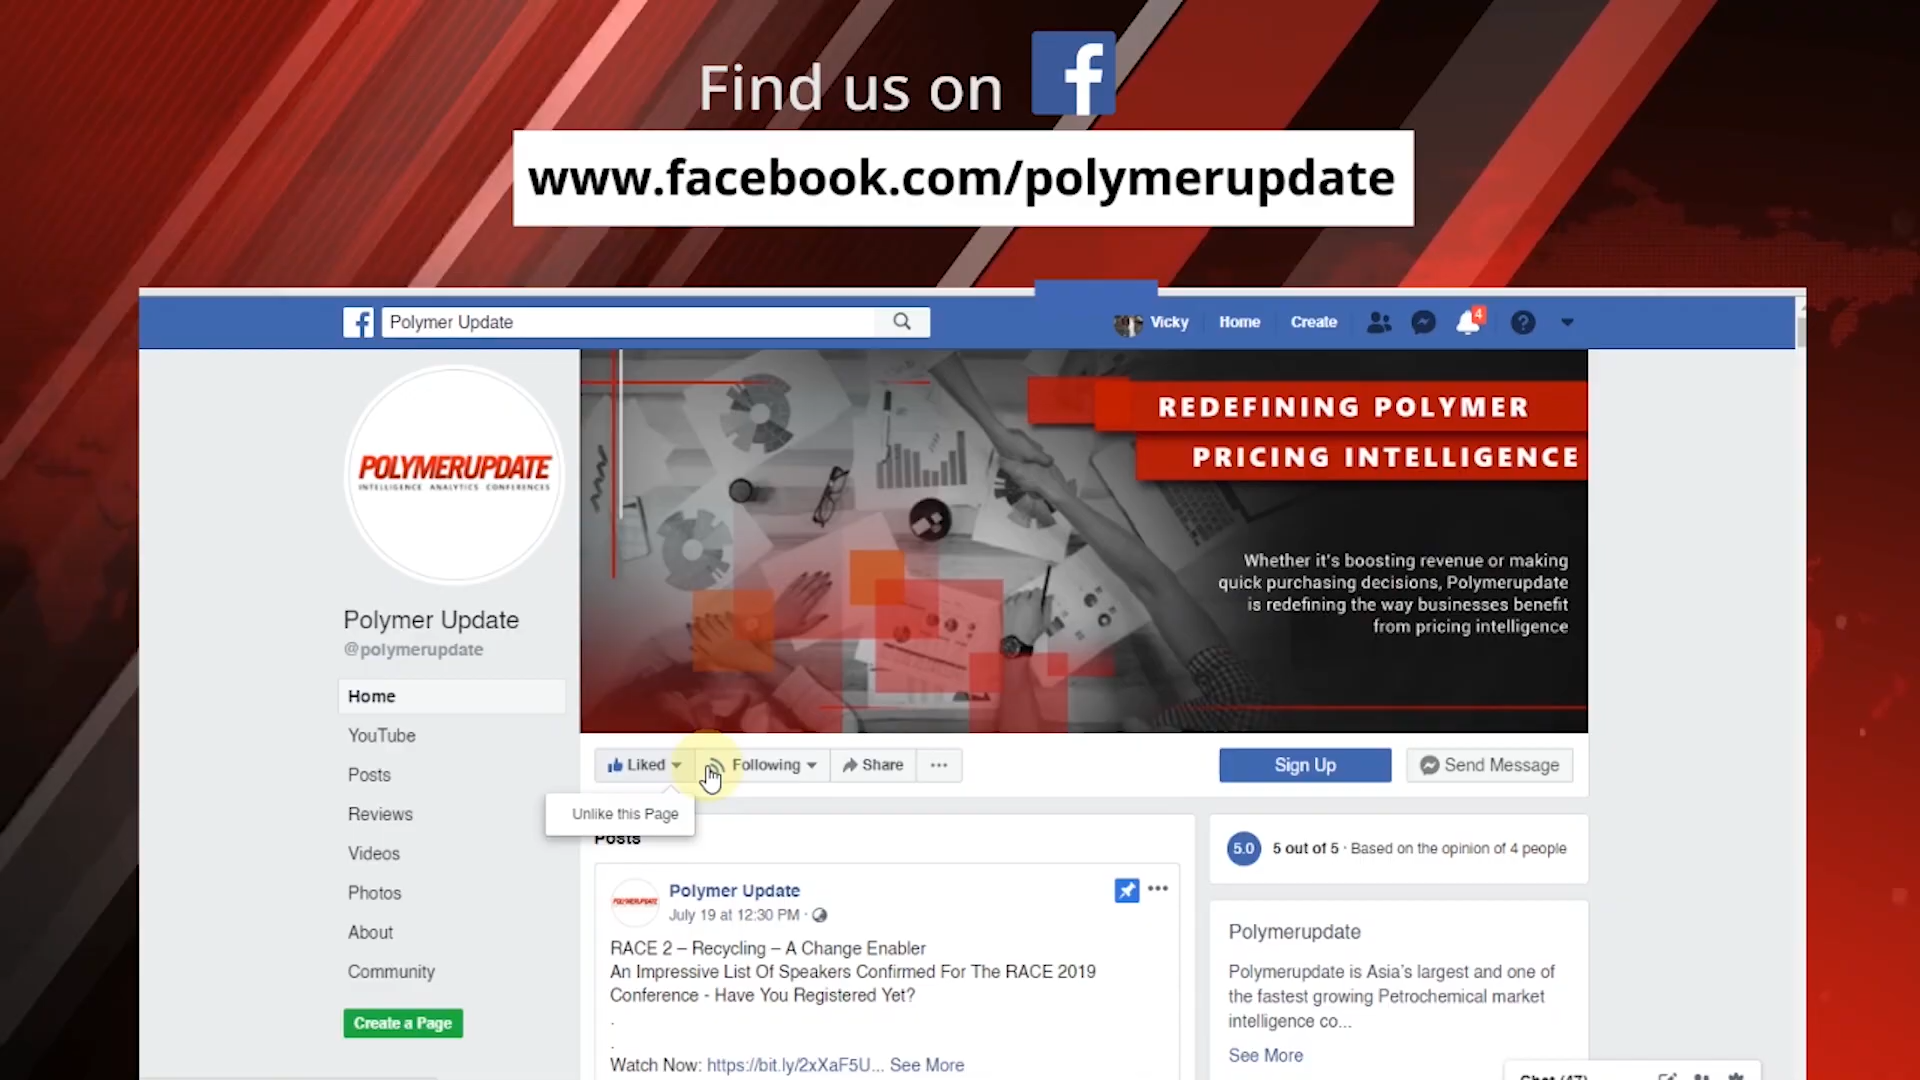 Find us on f
www.facebook.com/polymerupdate
f Polymer Update
Vicky Home Create 4 ?
POLYMERUPDATE
INTELLIGENCE ANALYTICS CONFERENCES
REDEFINING POLYMER
PRICING INTELLIGENCE
Whether it's boosting revenue or making
quick purchasing decisions, Polymerupdate
is redefining the way businesses benefit
from pricing intelligence
Polymer Update
@polymerupdate
Home
YouTube
Posts
Reviews
Videos
Photos
About
Community
Create a Page
Liked Following Share ...
Sign Up Send Message
Unlike this Page
Posts
POLYMERUPDATE
Polymer Update
July 19 at 12:30 PM ·
RACE 2 – Recycling – A Change Enabler
An Impressive List Of Speakers Confirmed For The RACE 2019
Conference - Have You Registered Yet?
.
.
Watch Now: https://bit.ly/2xXaF5U... See More
5.0 5 out of 5 · Based on the opinion of 4 people
Polymerupdate
Polymerupdate is Asia's largest and one of
the fastest growing Petrochemical market
intelligence co...
See More
Chat (47)